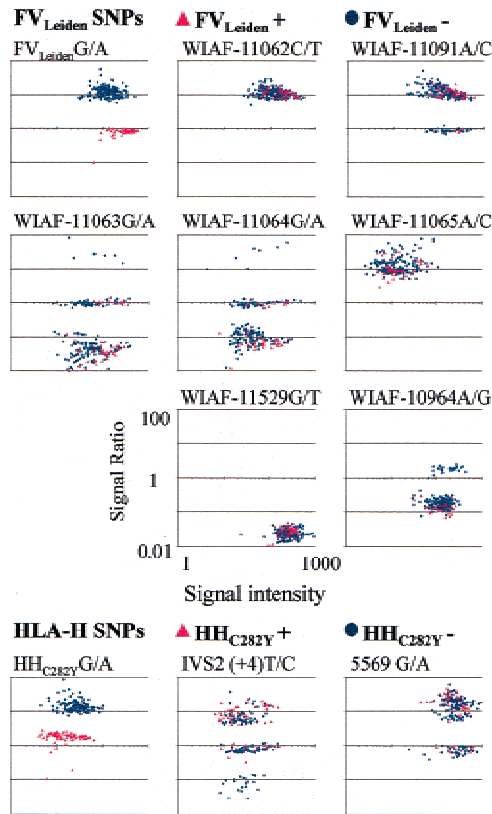 FVLeiden SNPs ▲ FVLeiden + ● FVLeiden -
FVLeidenG/A WIAF-11062C/T WIAF-11091A/C
WIAF-11063G/A WIAF-11064G/A WIAF-11065A/C
WIAF-11529G/T WIAF-10964A/G
100
Signal Ratio
1
0.01
1 1000
Signal intensity
HLA-H SNPs ▲ HHC282Y + ● HHC282Y -
HHC282YG/A IVS2 (+4)T/C 5569 G/A